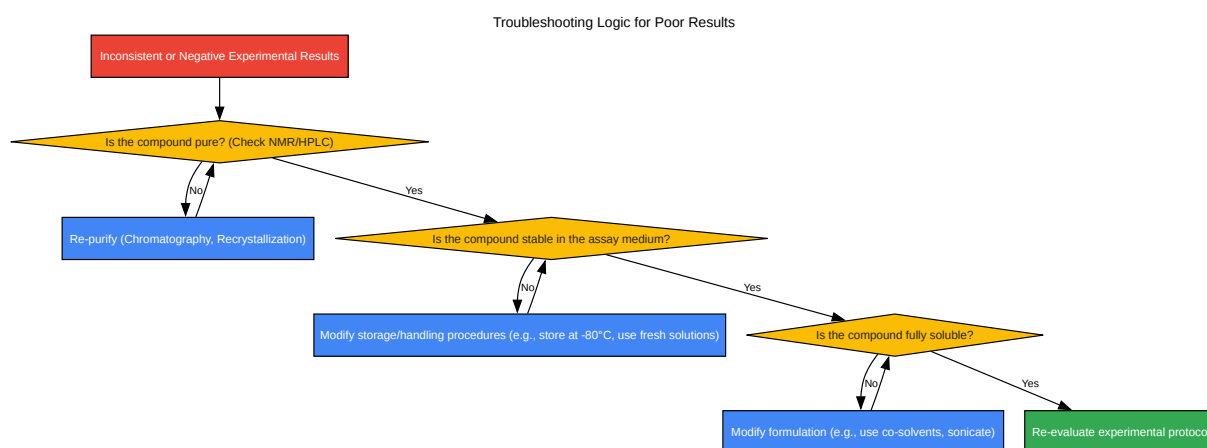 Troubleshooting Logic for Poor Results
Inconsistent or Negative Experimental Results
Is the compound pure? (Check NMR/HPLC)
No
Yes
Re-purify (Chromatography, Recrystallization)
Is the compound stable in the assay medium?
No
Yes
Modify storage/handling procedures (e.g., store at -80°C, use fresh solutions)
Is the compound fully soluble?
No
Yes
Modify formulation (e.g., use co-solvents, sonicate)
Re-evaluate experimental protoco